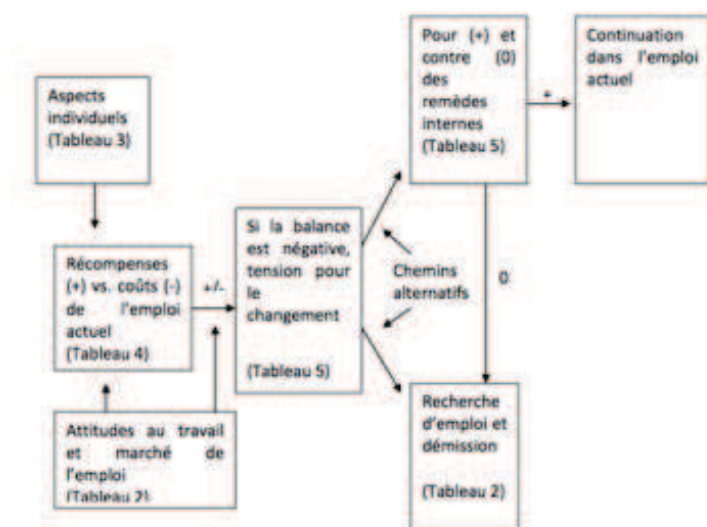 Aspects
individuels
(Tableau 3)
Récompenses
(+) vs. coûts (-)
de l'emploi
actuel
(Tableau 4)
Attitudes au travail
et marché de
l'emploi
(Tableau 2)
+/-
Si la balance
est négative,
tension pour
le
changement
(Tableau 5)
Chemins
alternatifs
Pour (+) et
contre (0)
des
remèdes
internes
(Tableau 5)
+
Continuation
dans l'emploi
actuel
0
Recherche
d'emploi et
démission
(Tableau 2)